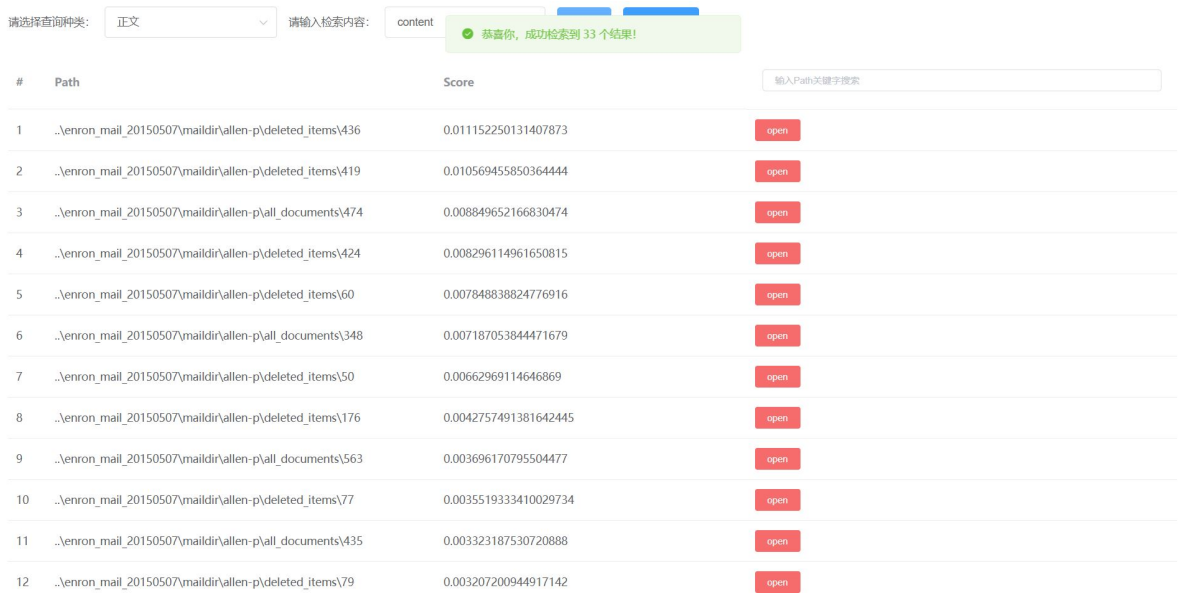 请选择查询种类: 正文 请输入检索内容: content
恭喜你，成功检索到 33 个结果!
# Path Score 输入Path关键字搜索
1 ..\enron_mail_20150507\maildir\allen-p\deleted_items\436 0.011152250131407873 open
2 ..\enron_mail_20150507\maildir\allen-p\deleted_items\419 0.010569455850364444 open
3 ..\enron_mail_20150507\maildir\allen-p\all_documents\474 0.008849652166830474 open
4 ..\enron_mail_20150507\maildir\allen-p\deleted_items\424 0.008296114961650815 open
5 ..\enron_mail_20150507\maildir\allen-p\deleted_items\60 0.007848838824776916 open
6 ..\enron_mail_20150507\maildir\allen-p\all_documents\348 0.007187053844471679 open
7 ..\enron_mail_20150507\maildir\allen-p\deleted_items\50 0.00662969114646869 open
8 ..\enron_mail_20150507\maildir\allen-p\deleted_items\176 0.0042757491381642445 open
9 ..\enron_mail_20150507\maildir\allen-p\all_documents\563 0.003696170795504477 open
10 ..\enron_mail_20150507\maildir\allen-p\deleted_items\77 0.0035519333410029734 open
11 ..\enron_mail_20150507\maildir\allen-p\all_documents\435 0.003323187530720888 open
12 ..\enron_mail_20150507\maildir\allen-p\deleted_items\79 0.003207200944917142 open